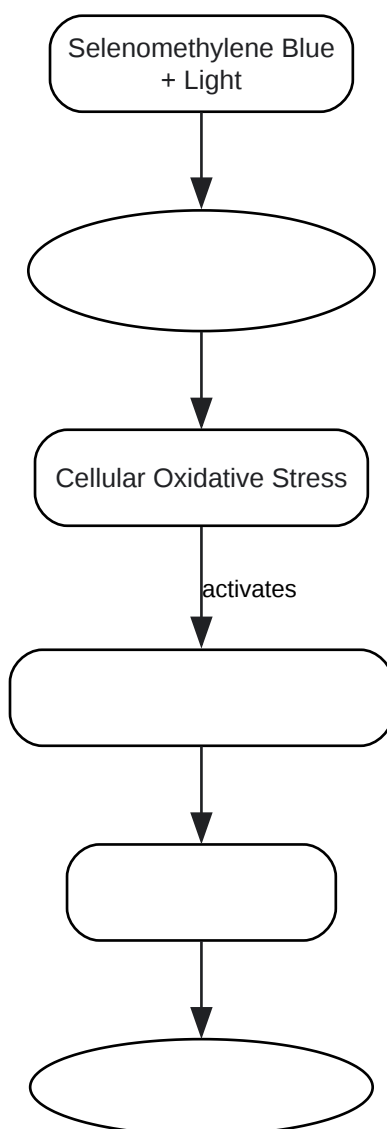 Selenomethylene Blue
+ Light
Cellular Oxidative Stress
activates